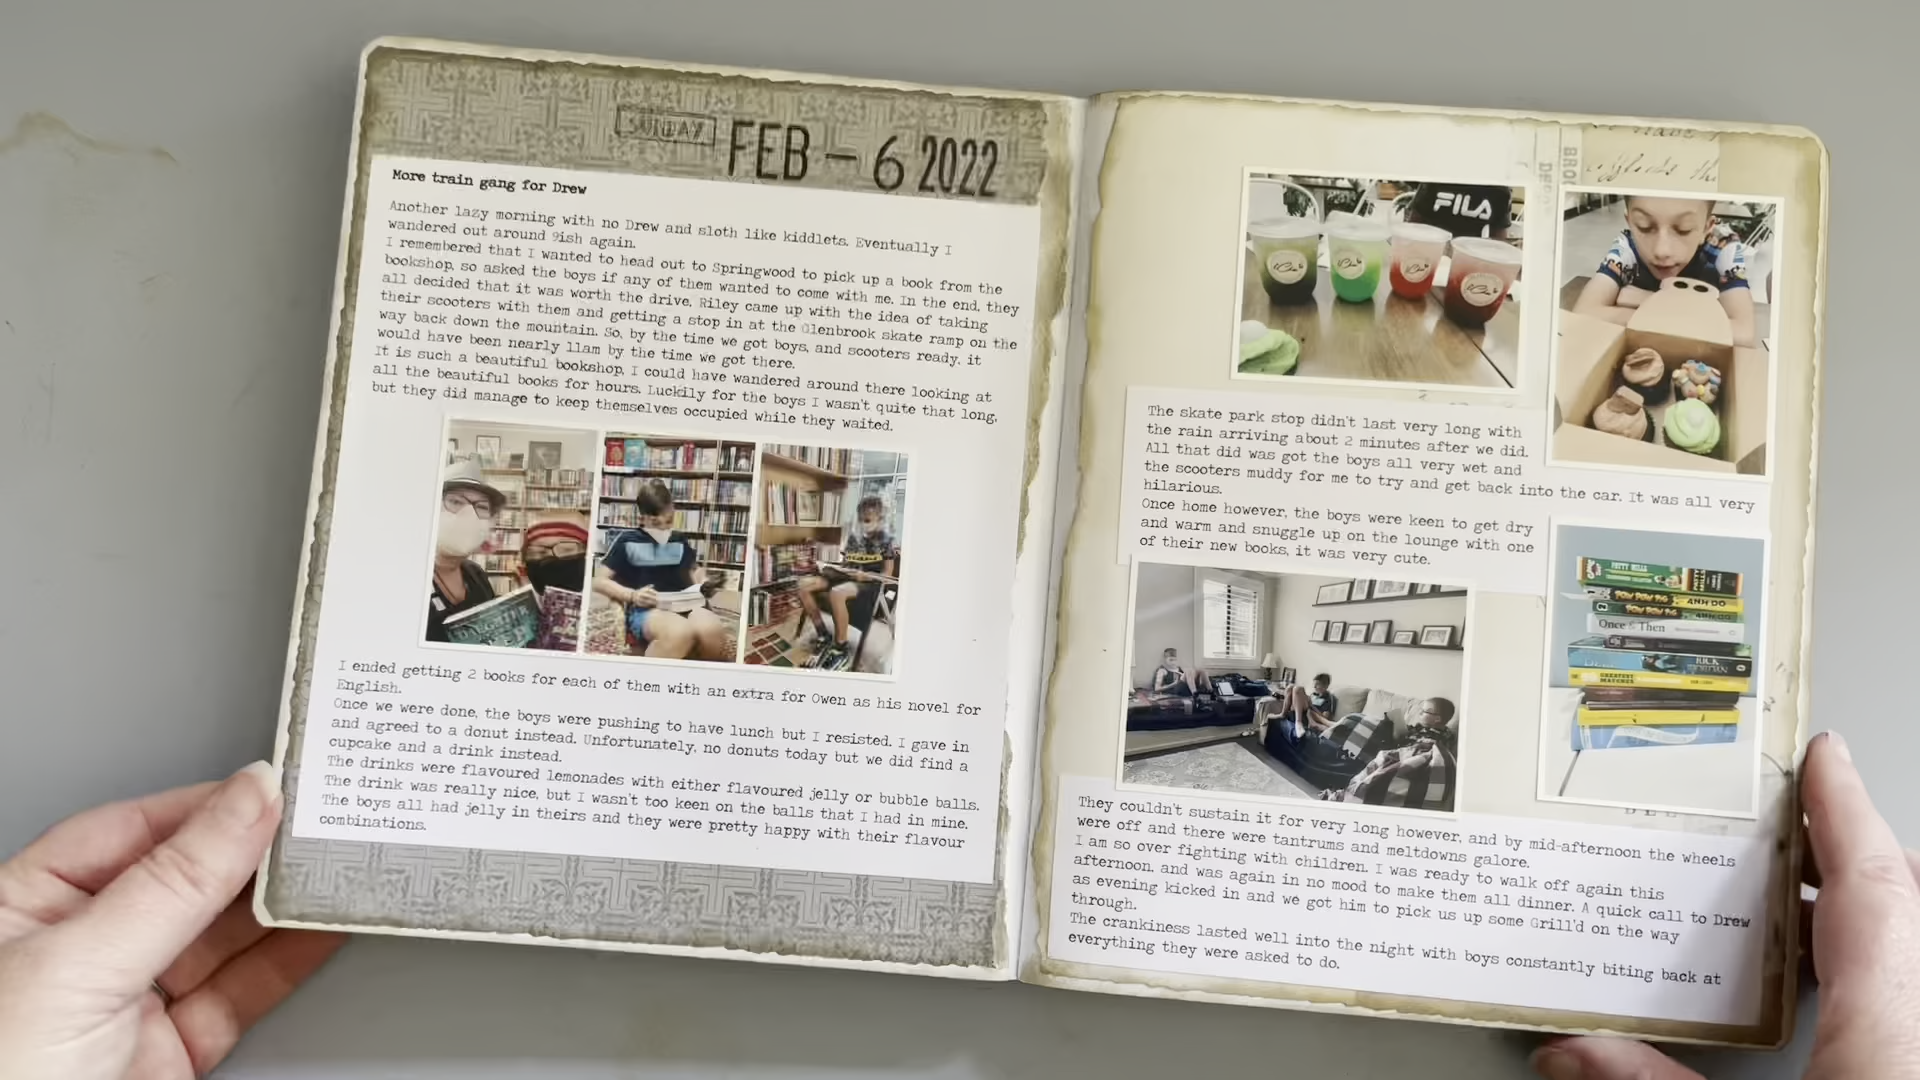 SUNDAY FEB - 6 2022
More train gang for Drew
Another lazy morning with no Drew and sloth like kiddlets. Eventually I
wandered out around 9ish again.
I remembered that I wanted to head out to Springwood to pick up a book from the
bookshop, so asked the boys if any of them wanted to come with me. In the end, they
all decided that it was worth the drive. Riley came up with the idea of taking
their scooters with them and getting a stop in at the Glenbrook skate ramp on the
way back down the mountain. So, by the time we got boys, and scooters ready, it
would have been nearly 11am by the time we got there.
It is such a beautiful bookshop, I could have wandered around there looking at
all the beautiful books for hours. Luckily for the boys I wasn't quite that long,
but they did manage to keep themselves occupied while they waited.
I ended getting 2 books for each of them with an extra for Owen as his novel for
English.
Once we were done, the boys were pushing to have lunch but I resisted. I gave in
and agreed to a donut instead. Unfortunately, no donuts today but we did find a
cupcake and a drink instead.
The drinks were flavoured lemonades with either flavoured jelly or bubble balls.
The drink was really nice, but I wasn't too keen on the balls that I had in mine.
The boys all had jelly in theirs and they were pretty happy with their flavour
combinations.
FILA
The skate park stop didn't last very long with
the rain arriving about 2 minutes after we did.
All that did was got the boys all very wet and
the scooters muddy for me to try and get back into the car. It was all very
hilarious.
Once home however, the boys were keen to get dry
and warm and snuggle up on the lounge with one
of their new books, it was very cute.
PATTY MILLS
ANH DO
ANH DO
Once & Then
RICK
GREATEST
MATCHES
They couldn't sustain it for very long however, and by mid-afternoon the wheels
were off and there were tantrums and meltdowns galore.
I am so over fighting with children. I was ready to walk off again this
afternoon, and was again in no mood to make them all dinner. A quick call to Drew
as evening kicked in and we got him to pick us up some Grill'd on the way
through.
The crankiness lasted well into the night with boys constantly biting back at
everything they were asked to do.